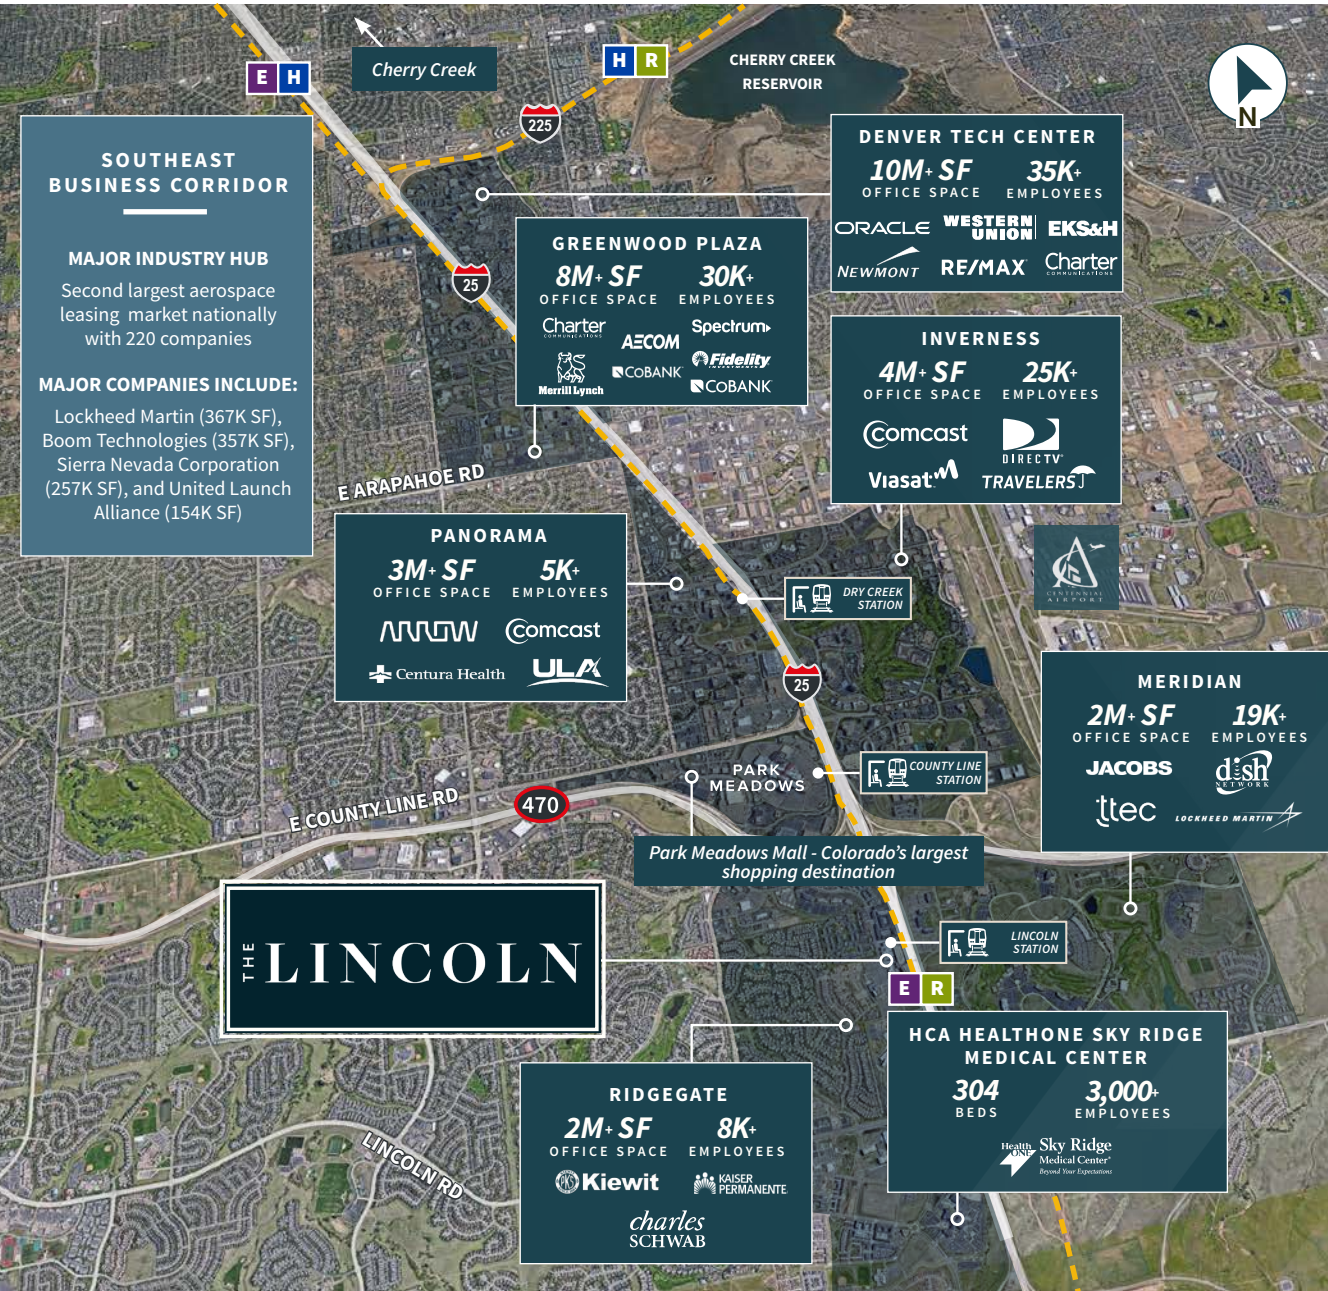 Cherry Creek
E H
H R
225
CHERRY CREEK
RESERVOIR
N
SOUTHEAST
BUSINESS CORRIDOR
MAJOR INDUSTRY HUB
Second largest aerospace
leasing market nationally
with 220 companies
MAJOR COMPANIES INCLUDE:
Lockheed Martin (367K SF),
Boom Technologies (357K SF),
Sierra Nevada Corporation
(257K SF), and United Launch
Alliance (154K SF)
DENVER TECH CENTER
10M+ SF 35K+
OFFICE SPACE EMPLOYEES
ORACLE WESTERN UNION EKS&H
NEWMONT RE/MAX Charter
COMMUNICATIONS
25
GREENWOOD PLAZA
8M+ SF 30K+
OFFICE SPACE EMPLOYEES
Charter
COMMUNICATIONS
AECOM
Spectrum
Merrill Lynch
COBANK
Fidelity
INVESTMENTS
COBANK
INVERNESS
4M+ SF 25K+
OFFICE SPACE EMPLOYEES
Comcast DIRECTV
Viasat TRAVELERS
E ARAPAHOE RD
PANORAMA
3M+ SF 5K+
OFFICE SPACE EMPLOYEES
ARROW Comcast
Centura Health ULA
DRY CREEK
STATION
CENTENNIAL
AIRPORT
25
MERIDIAN
2M+ SF 19K+
OFFICE SPACE EMPLOYEES
JACOBS dish
NETWORK
ttec LOCKHEED MARTIN
PARK
MEADOWS
COUNTY LINE
STATION
E COUNTY LINE RD
470
Park Meadows Mall - Colorado's largest
shopping destination
THE LINCOLN
LINCOLN
STATION
E R
HCA HEALTHONE SKY RIDGE
MEDICAL CENTER
304 3,000+
BEDS EMPLOYEES
HealthONE
Sky Ridge
Medical Center
Beyond Your Expectations
RIDGEGATE
2M+ SF 8K+
OFFICE SPACE EMPLOYEES
PKS Kiewit KAISER
PERMANENTE
charles
SCHWAB
LINCOLN RD